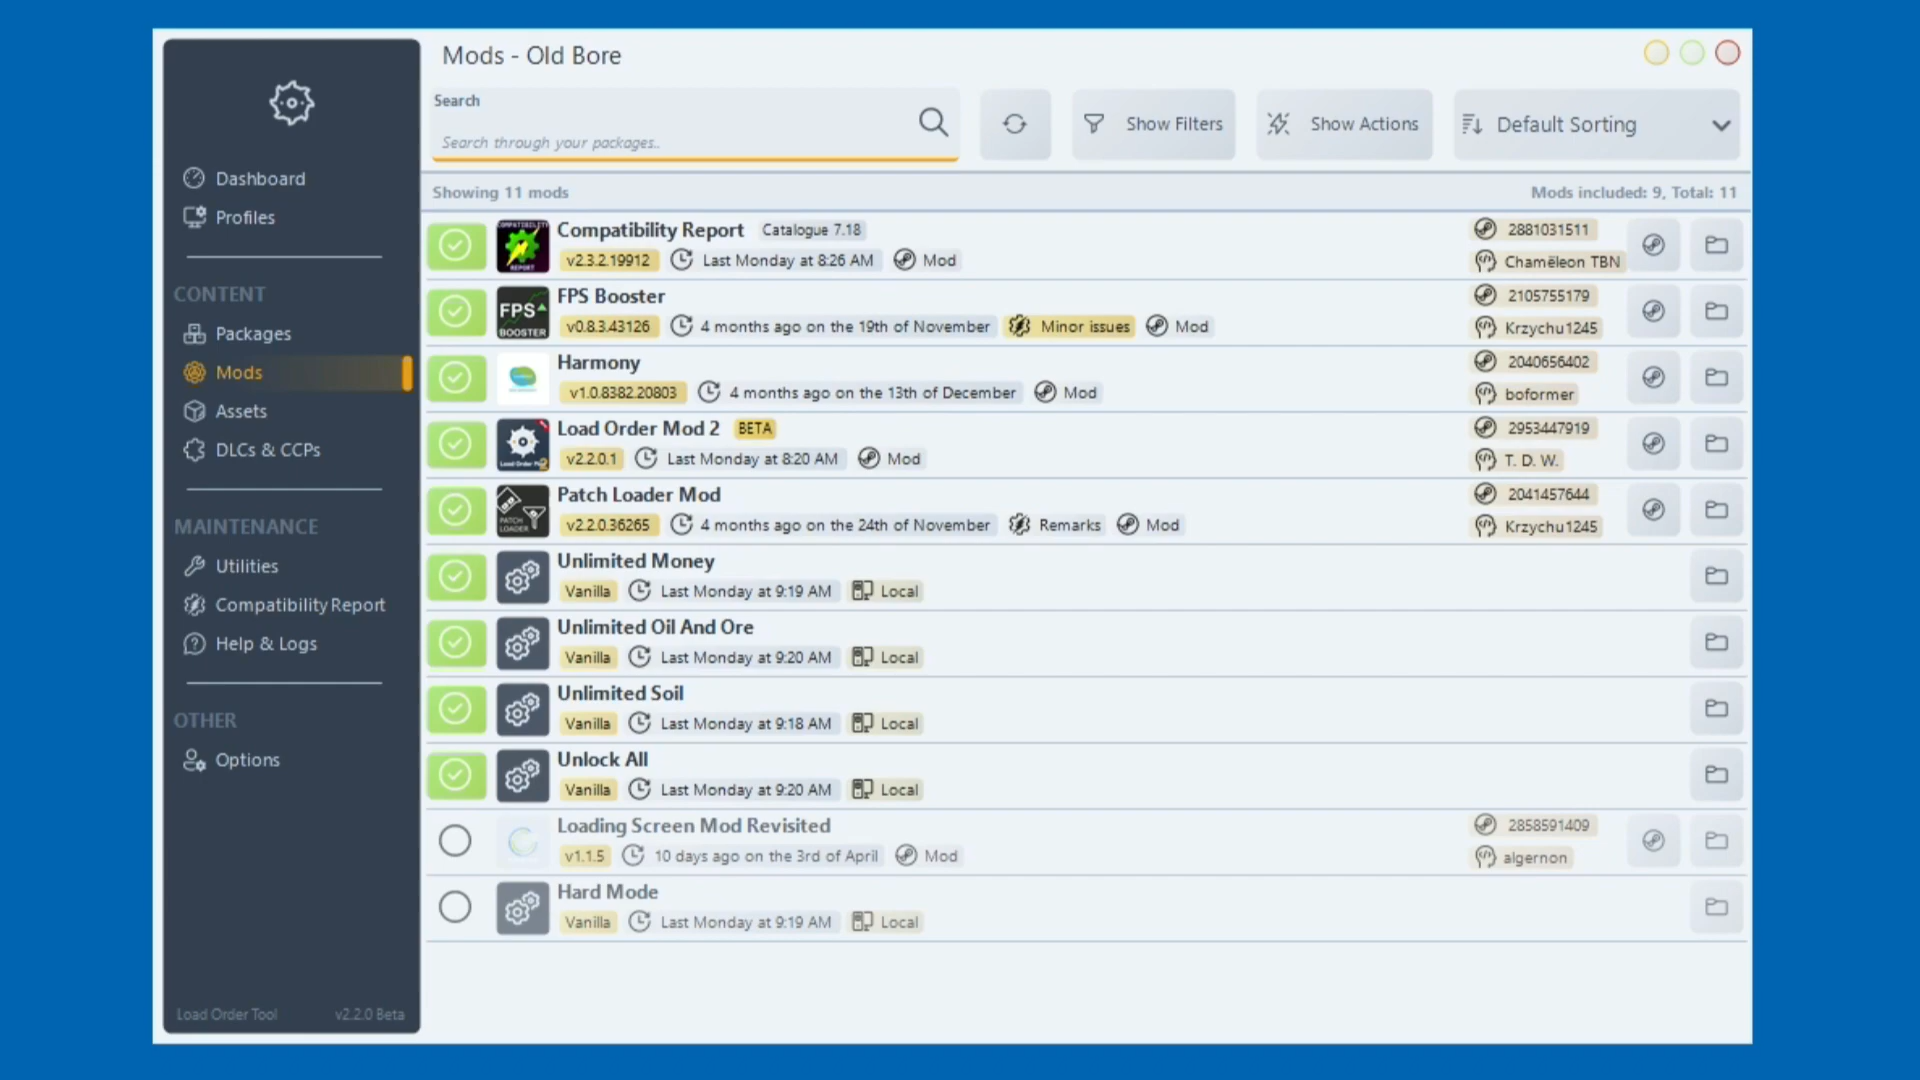 Mods - Old Bore
Search
Search through your packages..
Show Filters
Show Actions
Default Sorting
Dashboard
Profiles
CONTENT
Packages
Mods
Assets
DLCs & CCPs
MAINTENANCE
Utilities
Compatibility Report
Help & Logs
OTHER
Options
Load Order Tool v2.2.0 Beta
Showing 11 mods
Mods included: 9, Total: 11
COMPATIBILITY
REPORT
Compatibility Report Catalogue 7.18
v2.3.2.19912 Last Monday at 8:26 AM Mod
2881031511
Chamëleon TBN
FPS
BOOSTER
FPS Booster
v0.8.3.43126 4 months ago on the 19th of November Minor issues Mod
2105755179
Krzychu1245
Harmony
v1.0.8382.20803 4 months ago on the 13th of December Mod
2040656402
boformer
Load Order Mod 2 BETA
v2.2.0.1 Last Monday at 8:20 AM Mod
2953447919
T. D. W.
PATCH
LOADER
Patch Loader Mod
v2.2.0.36265 4 months ago on the 24th of November Remarks Mod
2041457644
Krzychu1245
Unlimited Money
Vanilla Last Monday at 9:19 AM Local
Unlimited Oil And Ore
Vanilla Last Monday at 9:20 AM Local
Unlimited Soil
Vanilla Last Monday at 9:18 AM Local
Unlock All
Vanilla Last Monday at 9:20 AM Local
Loading Screen Mod Revisited
v1.1.5 10 days ago on the 3rd of April Mod
2858591409
algernon
Hard Mode
Vanilla Last Monday at 9:19 AM Local